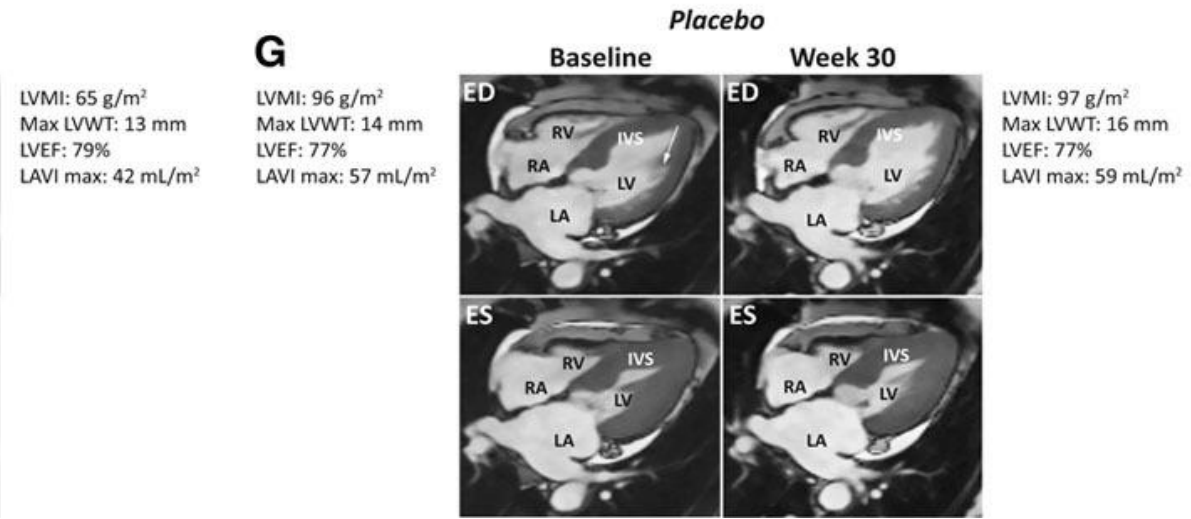 Placebo
G
Baseline
Week 30
LVMI: 65 g/m²
Max LVWT: 13 mm
LVEF: 79%
LAVI max: 42 mL/m²
LVMI: 96 g/m²
Max LVWT: 14 mm
LVEF: 77%
LAVI max: 57 mL/m²
ED
RV
IVS
RA
LV
LA
ED
RV
IVS
RA
LV
LA
LVMI: 97 g/m²
Max LVWT: 16 mm
LVEF: 77%
LAVI max: 59 mL/m²
ES
RV
IVS
RA
LV
LA
ES
RV
IVS
RA
LV
LA